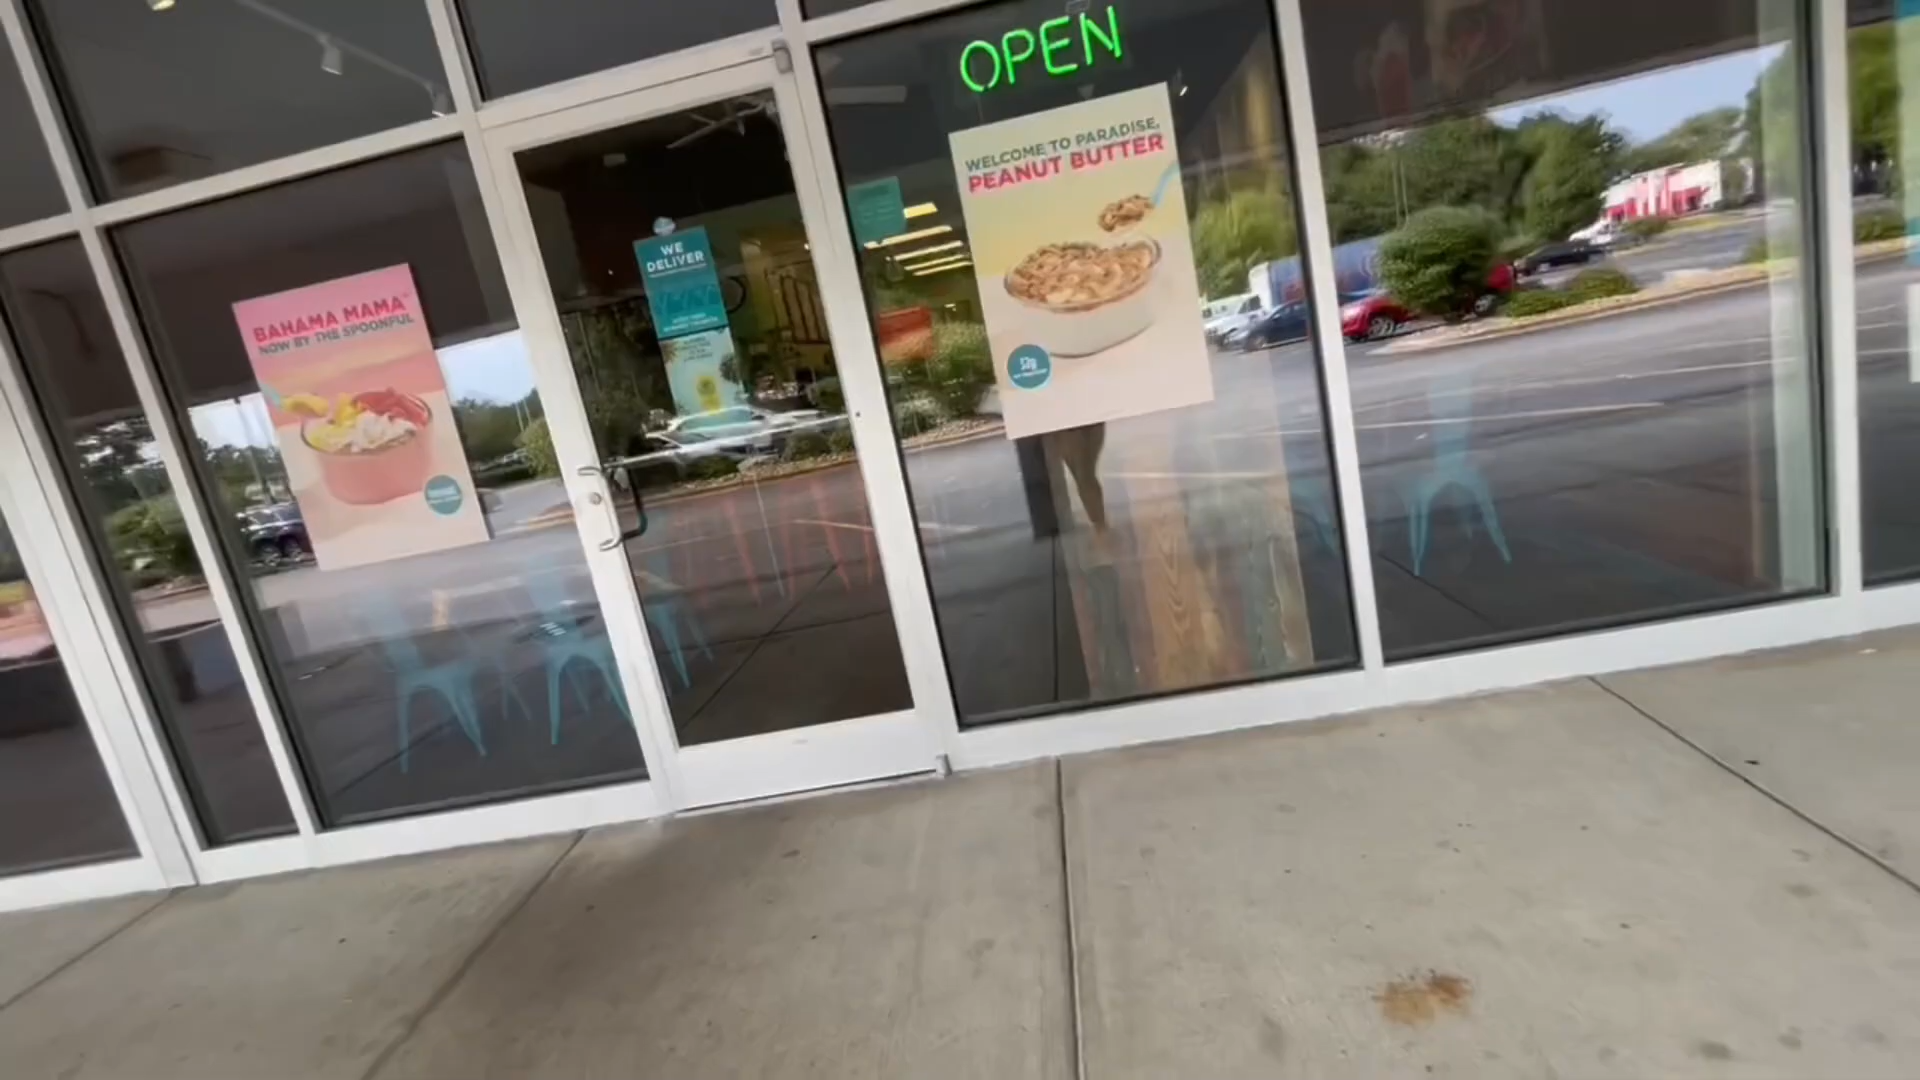 OPEN
WELCOME TO PARADISE,
PEANUT BUTTER
WE
DELIVER
BAHAMA MAMA®
NOW BY THE SPOONFUL